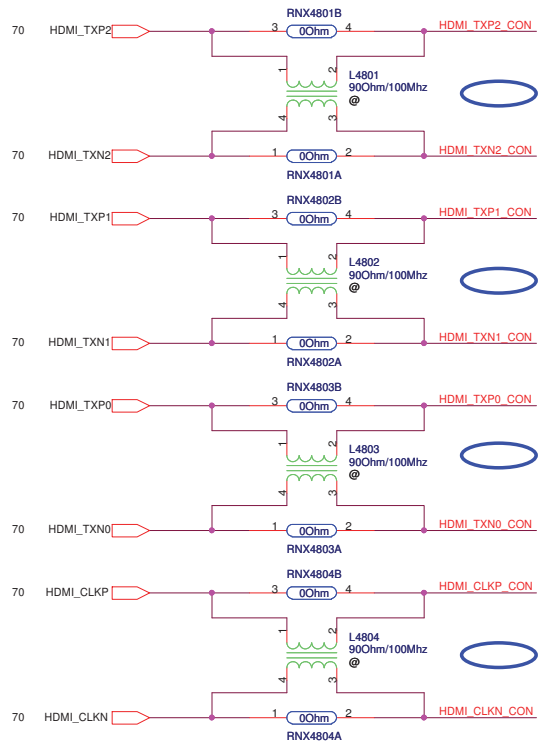 RNX4801B
70 HDMI_TXP2 3 0Ohm 4 HDMI_TXP2_CON
1 2
L4801
90Ohm/100Mhz
@
4 3
70 HDMI_TXN2 1 0Ohm 2 HDMI_TXN2_CON
RNX4801A
RNX4802B
70 HDMI_TXP1 3 0Ohm 4 HDMI_TXP1_CON
1 2
L4802
90Ohm/100Mhz
@
4 3
70 HDMI_TXN1 1 0Ohm 2 HDMI_TXN1_CON
RNX4802A
RNX4803B
70 HDMI_TXP0 3 0Ohm 4 HDMI_TXP0_CON
1 2
L4803
90Ohm/100Mhz
@
4 3
70 HDMI_TXN0 1 0Ohm 2 HDMI_TXN0_CON
RNX4803A
RNX4804B
70 HDMI_CLKP 3 0Ohm 4 HDMI_CLKP_CON
1 2
L4804
90Ohm/100Mhz
@
4 3
70 HDMI_CLKN 1 0Ohm 2 HDMI_CLKN_CON
RNX4804A